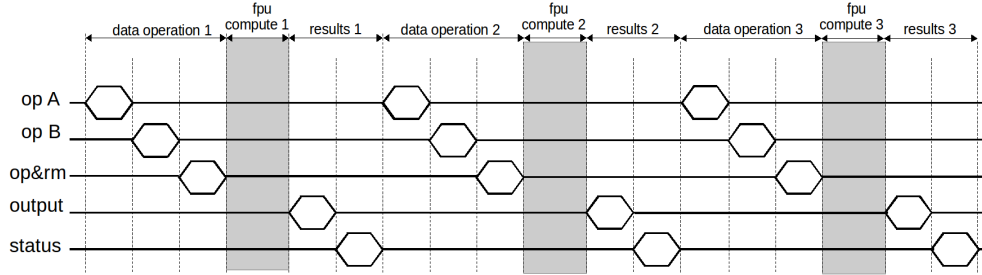 fpu
compute 1
fpu
compute 2
fpu
compute 3
data operation 1
results 1
data operation 2
results 2
data operation 3
results 3
op A
op B
op&rm
output
status